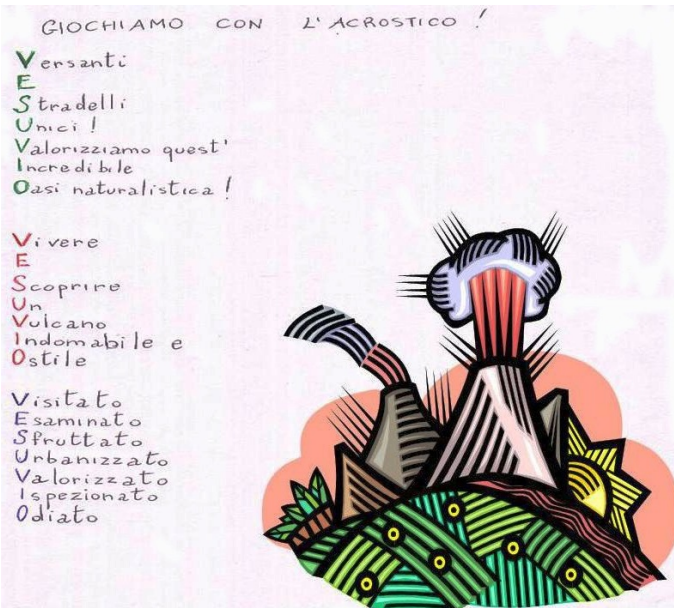 GIOCHIAMO CON L'ACROSTICO!
Versanti
E
Stradelli
Unici!
Valorizziamo quest'
Incredibile
Oasi naturalistica!
Vivere
E
Scoprire
Un
Vulcano
Indomabile e
Ostile
Visitato
Esaminato
Sfruttato
Urbanizzato
Valorizzato
Ispezionato
Odiato